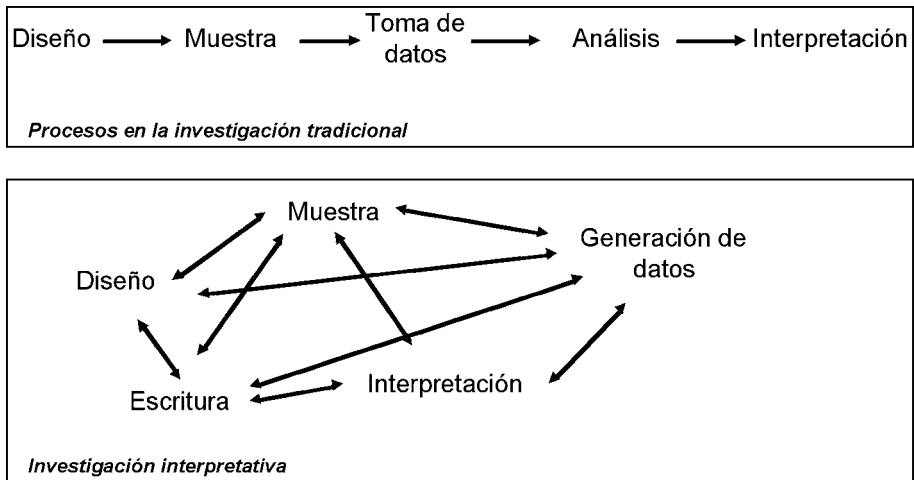 Diseño Muestra Toma de datos Análisis Interpretación
Procesos en la investigación tradicional
Muestra
Generación de datos
Diseño
Interpretación
Escritura
Investigación interpretativa